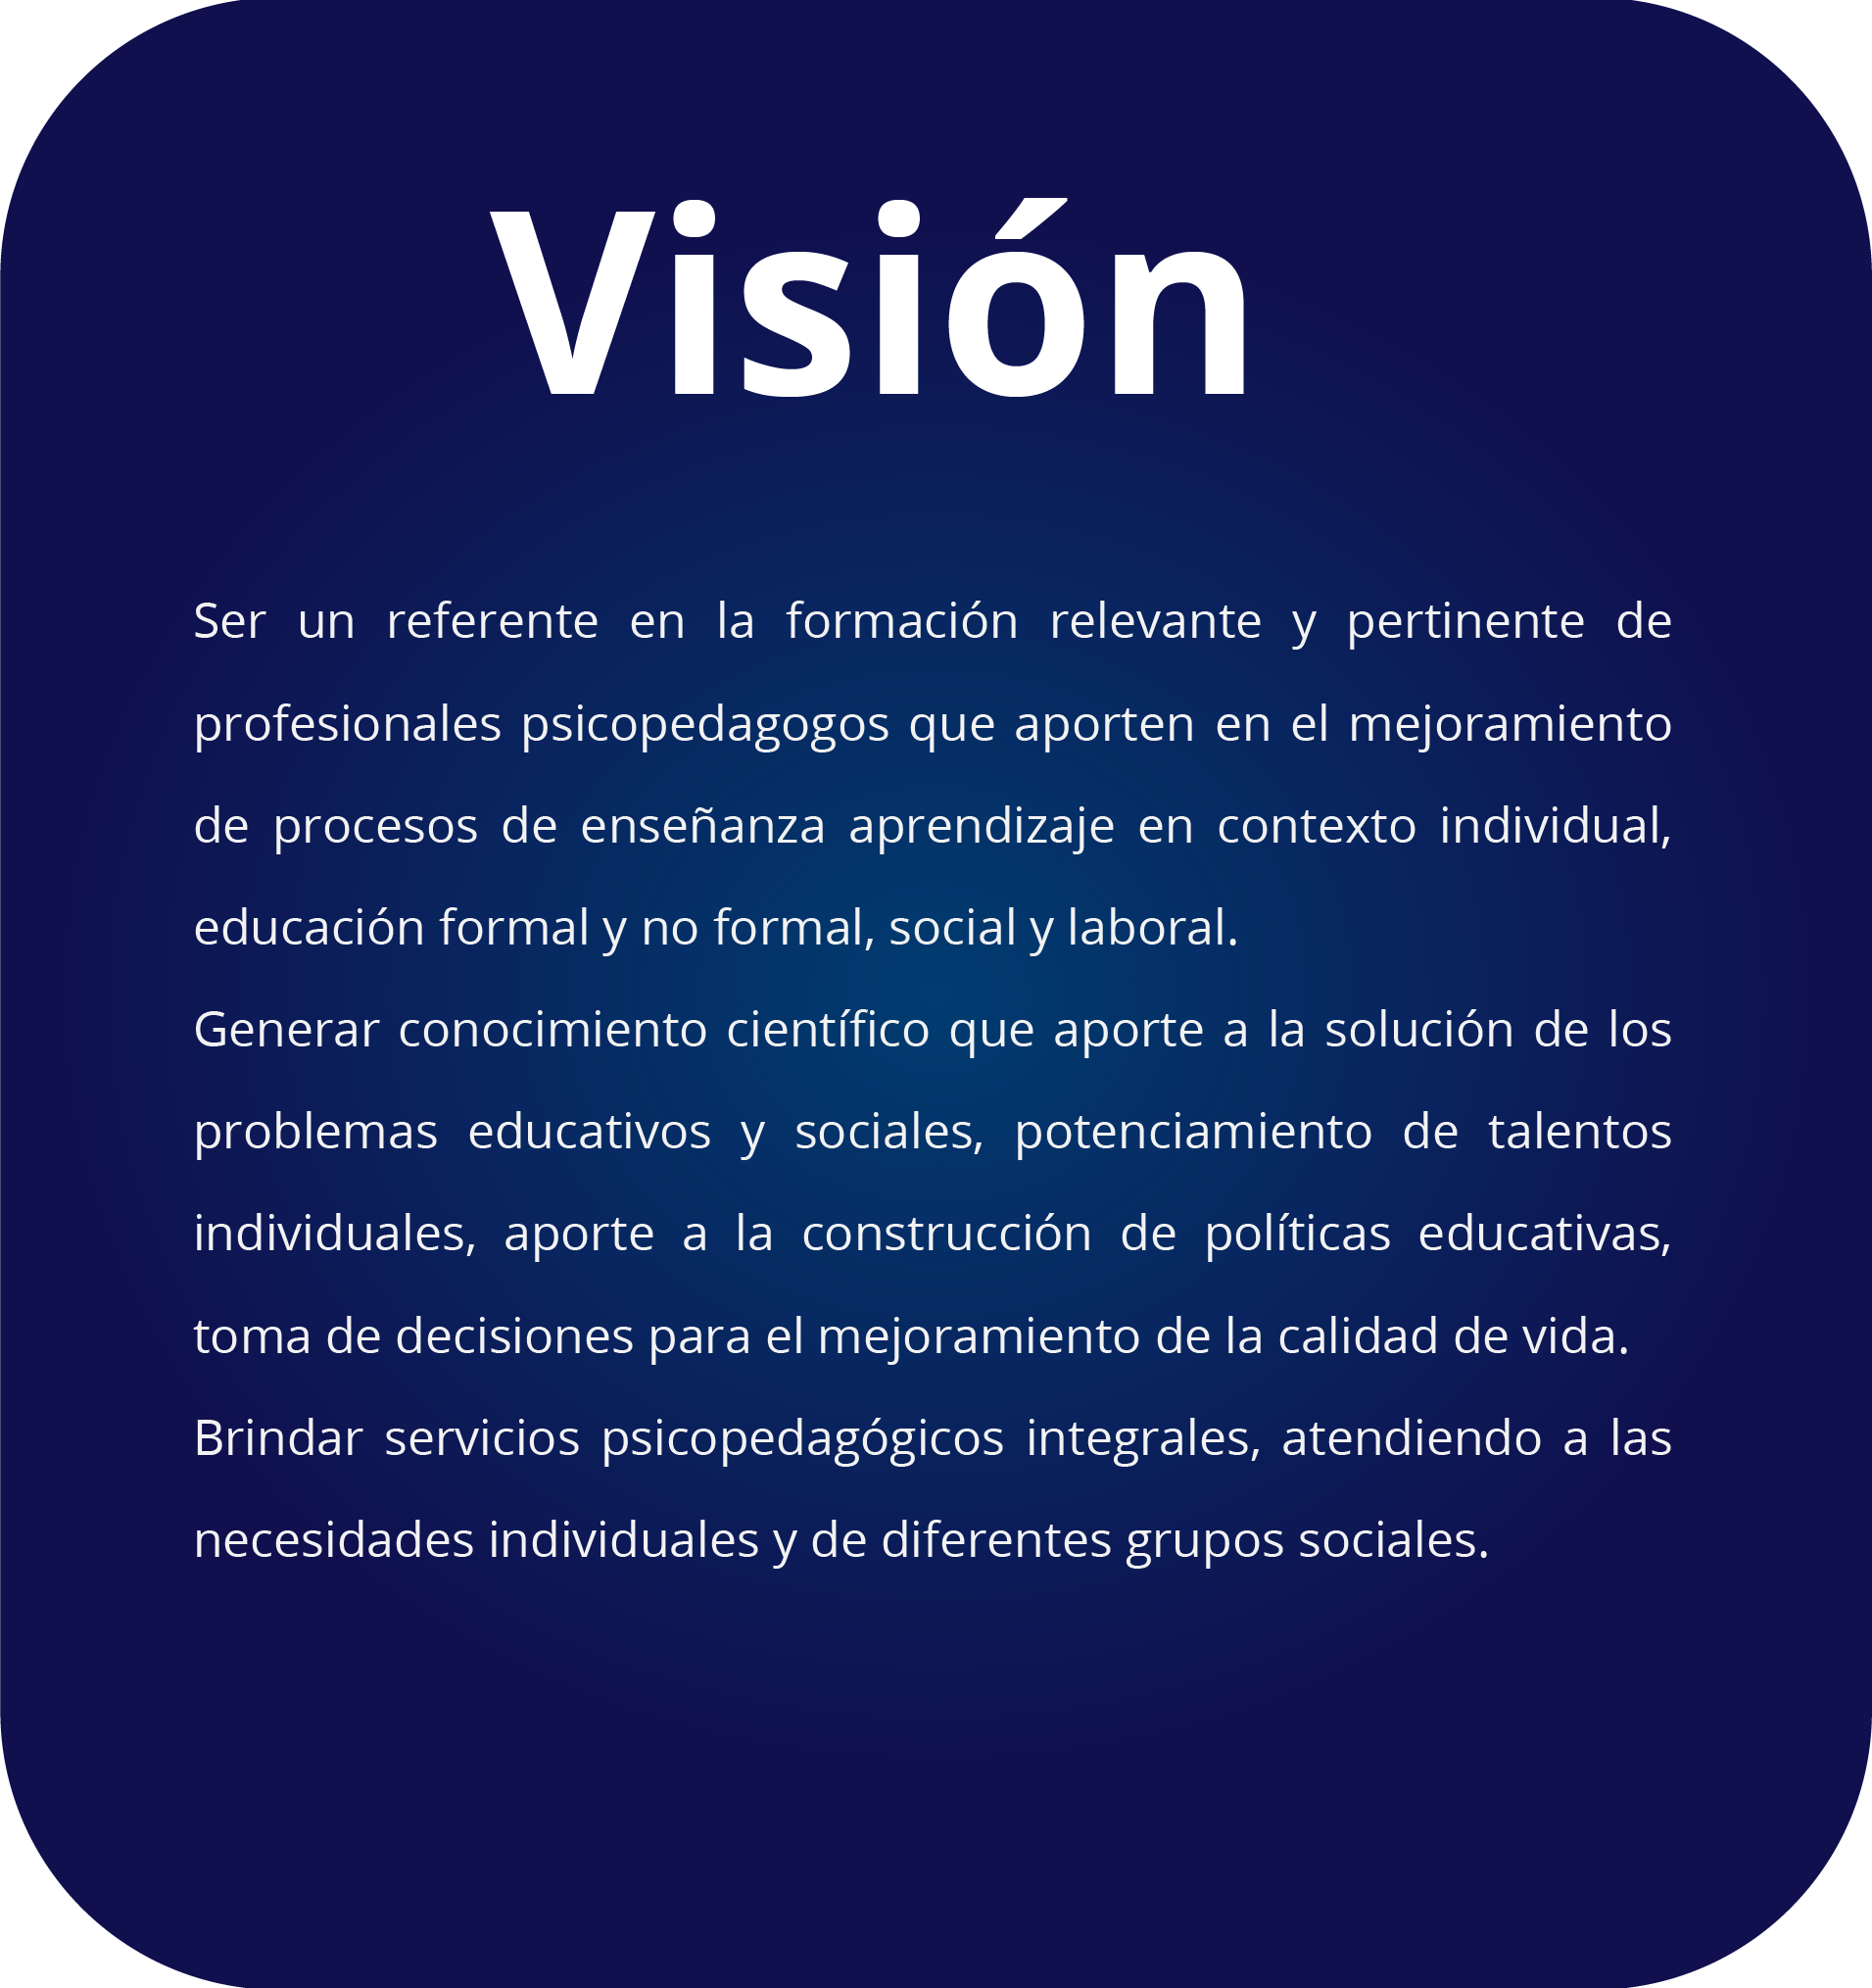 Visión
Ser un referente en la formación relevante y pertinente de
profesionales psicopedagogos que aporten en el mejoramiento
de procesos de enseñanza aprendizaje en contexto individual,
educación formal y no formal, social y laboral.
Generar conocimiento científico que aporte a la solución de los
problemas educativos y sociales, potenciamiento de talentos
individuales, aporte a la construcción de políticas educativas,
toma de decisiones para el mejoramiento de la calidad de vida.
Brindar servicios psicopedagógicos integrales, atendiendo a las
necesidades individuales y de diferentes grupos sociales.